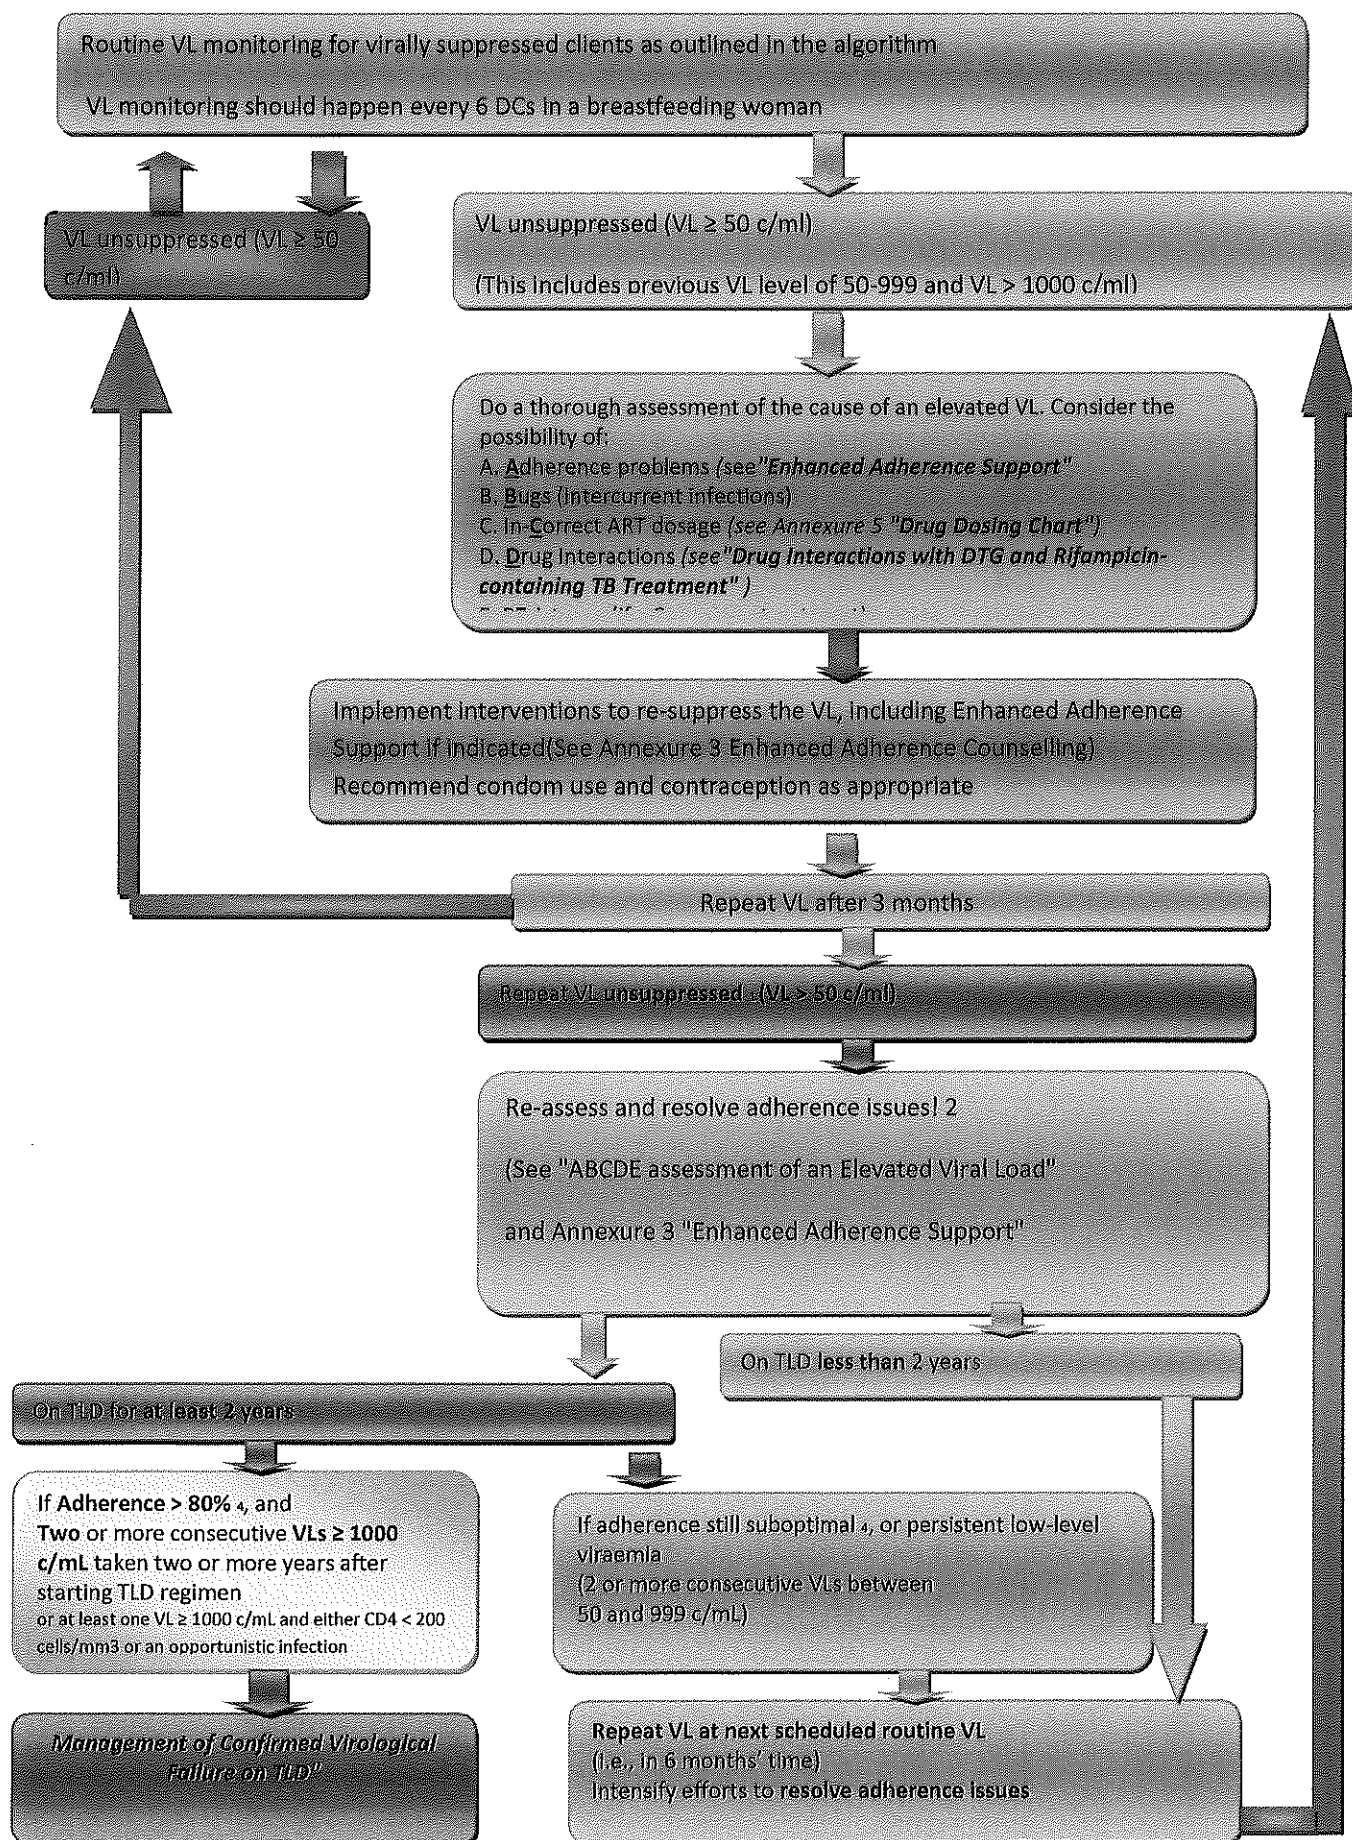 Routine VL monitoring for virally suppressed clients as outlined in the algorithm
VL monitoring should happen every 6 DCs in a breastfeeding woman
VL unsuppressed (VL ≥ 50
c/ml)
VL unsuppressed (VL ≥ 50 c/ml)
(This includes previous VL level of 50-999 and VL > 1000 c/ml)
Do a thorough assessment of the cause of an elevated VL. Consider the
possibility of:
A. Adherence problems (see "Enhanced Adherence Support"
B. Bugs (Intercurrent infections)
C. In-Correct ART dosage (see Annexure 5 "Drug Dosing Chart")
D. Drug Interactions (see "Drug Interactions with DTG and Rifampicin-
containing TB Treatment" )
Implement interventions to re-suppress the VL, including Enhanced Adherence
Support if indicated(See Annexure 3 Enhanced Adherence Counselling)
Recommend condom use and contraception as appropriate
Repeat VL after 3 months
Repeat VL unsuppressed (VL > 50 c/ml)
Re-assess and resolve adherence issues! 2
(See "ABCDE assessment of an Elevated Viral Load"
and Annexure 3 "Enhanced Adherence Support"
On TLD less than 2 years
On TLD for at least 2 years
If Adherence > 80% 4, and
Two or more consecutive VLs ≥ 1000
c/mL taken two or more years after
starting TLD regimen
or at least one VL ≥ 1000 c/mL and either CD4 < 200
cells/mm3 or an opportunistic infection
If adherence still suboptimal 4, or persistent low-level
viraemia
(2 or more consecutive VLs between
50 and 999 c/mL)
Management of Confirmed Virological
Failure on TLD"
Repeat VL at next scheduled routine VL
(i.e., in 6 months' time)
Intensify efforts to resolve adherence issues